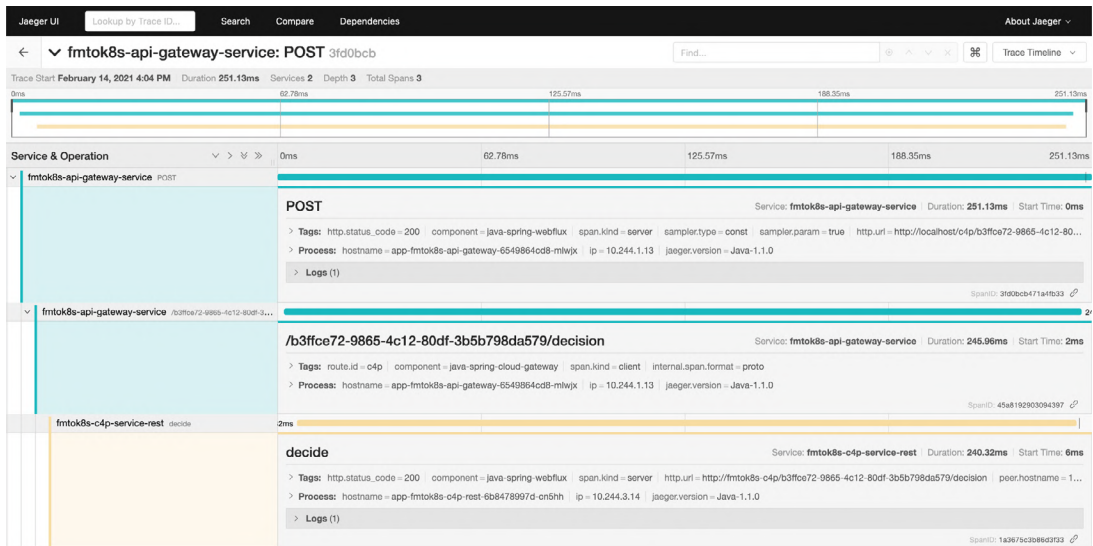 Jaeger UI Lookup by Trace ID... Search Compare Dependencies About Jaeger
fmtok8s-api-gateway-service: POST 3fd0bcb Find... Trace Timeline
Trace Start February 14, 2021 4:04 PM Duration 251.13ms Services 2 Depth 3 Total Spans 3
0ms 62.78ms 125.57ms 188.35ms 251.13ms
Service & Operation 0ms 62.78ms 125.57ms 188.35ms 251.13ms
fmtok8s-api-gateway-service POST
POST Service: fmtok8s-api-gateway-service Duration: 251.13ms Start Time: 0ms
Tags: http.status_code = 200 component = java-spring-webflux span.kind = server sampler.type = const sampler.param = true http.url = http://localhost/c4p/b3ffce72-9865-4c12-80...
Process: hostname = app-fmtok8s-api-gateway-6549864cd8-mlwjx ip = 10.244.1.13 jaeger.version = Java-1.1.0
Logs (1)
SpanID: 3fd0bcb471a4fb33
fmtok8s-api-gateway-service /b3ffce72-9865-4c12-80df-3... 24
/b3ffce72-9865-4c12-80df-3b5b798da579/decision Service: fmtok8s-api-gateway-service Duration: 245.96ms Start Time: 2ms
Tags: route.id = c4p component = java-spring-cloud-gateway span.kind = client internal.span.format = proto
Process: hostname = app-fmtok8s-api-gateway-6549864cd8-mlwjx ip = 10.244.1.13 jaeger.version = Java-1.1.0
SpanID: 45a8192903094397
fmtok8s-c4p-service-rest decide 2ms
decide Service: fmtok8s-c4p-service-rest Duration: 240.32ms Start Time: 6ms
Tags: http.status_code = 200 component = java-spring-webflux span.kind = server http.url = http://fmtok8s-c4p/b3ffce72-9865-4c12-80df-3b5b798da579/decision peer.hostname = 1...
Process: hostname = app-fmtok8s-c4p-rest-6b8478997d-cn5hh ip = 10.244.3.14 jaeger.version = Java-1.1.0
Logs (1)
SpanID: 1a3675c3b86d3f33